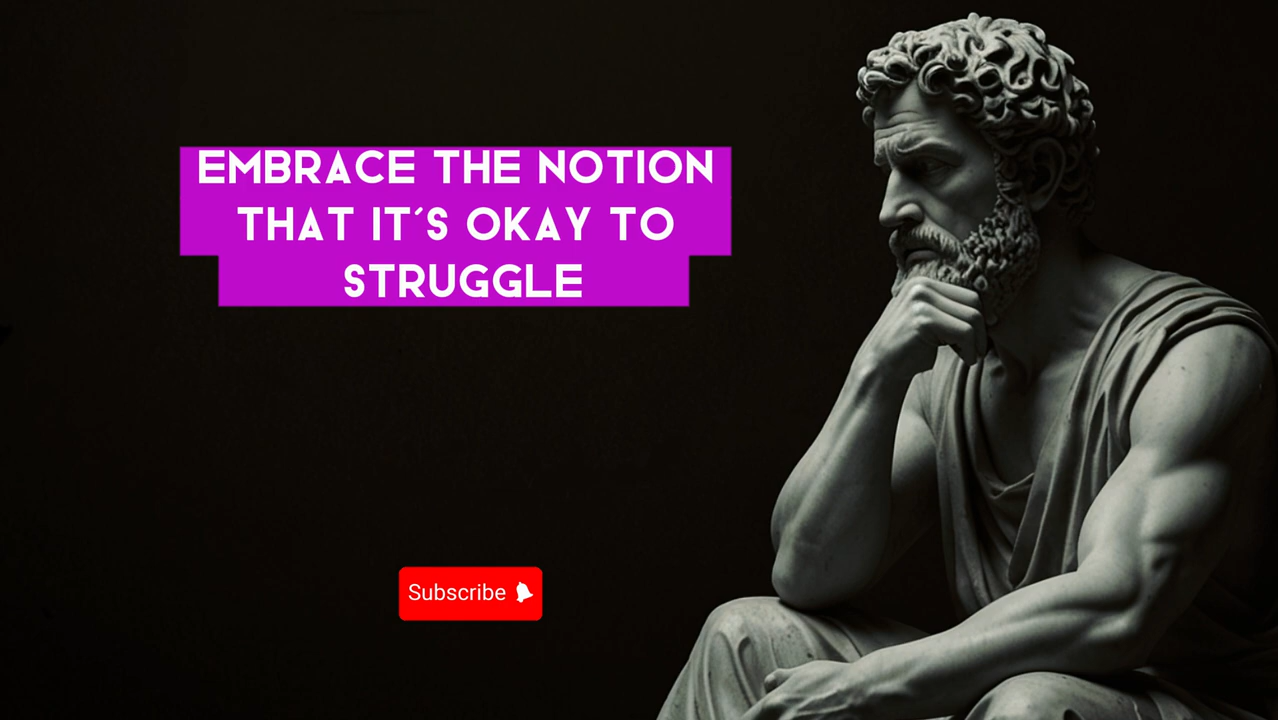 EMBRACE THE NOTION
THAT IT'S OKAY TO
STRUGGLE
Subscribe